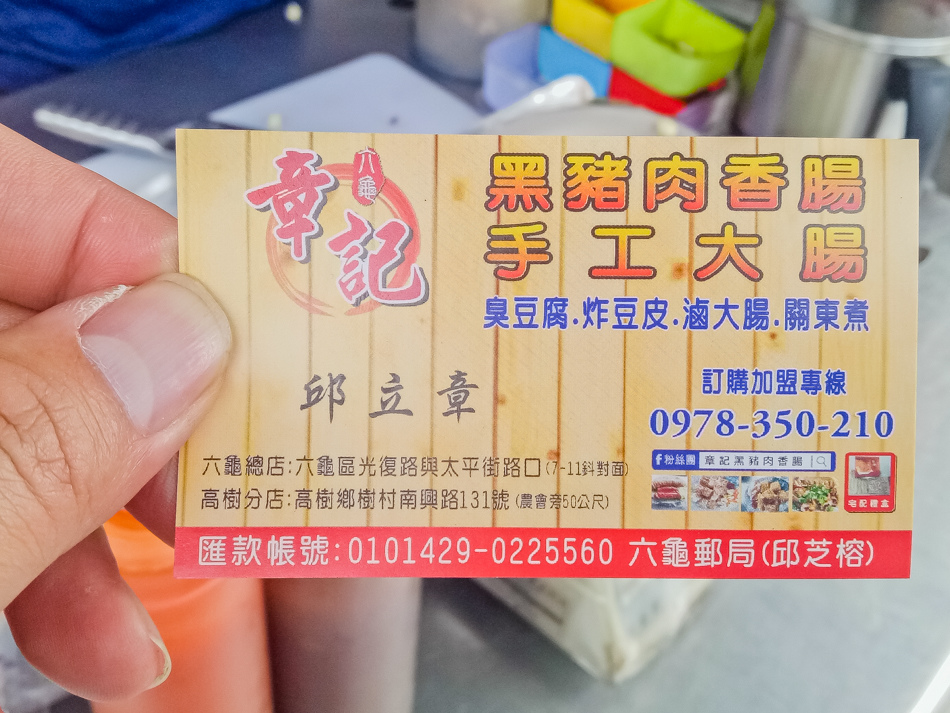 六龜
章記
黑豬肉香腸
手工大腸
臭豆腐.炸豆皮.滷大腸.關東煮
邱立章
訂購加盟專線
0978-350-210
f粉絲團 章記黑豬肉香腸
宅配禮盒
六龜總店:六龜區光復路與太平街路口(7-11斜對面)
高樹分店:高樹鄉樹村南興路131號(農會旁50公尺)
匯款帳號:0101429-0225560 六龜郵局(邱芝榕)